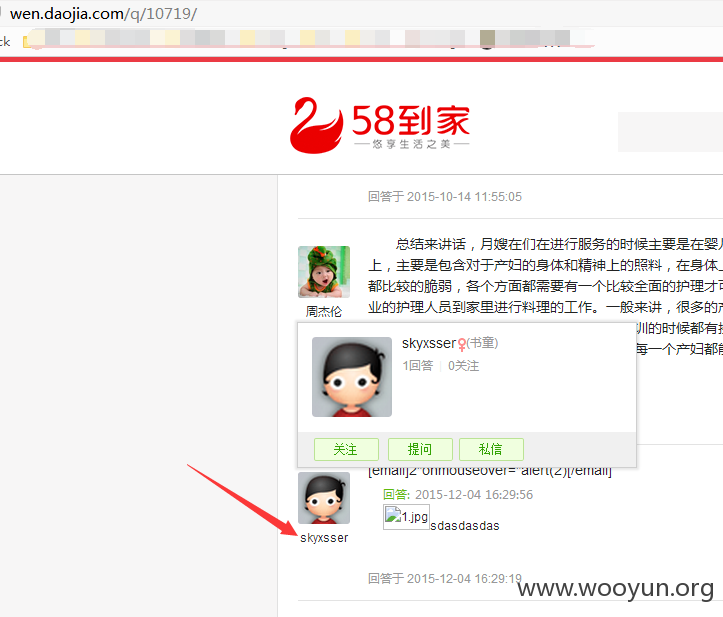 wen.daojia.com/q/10719/
ck
58到家
悠享生活之美
回答于 2015-10-14 11:55:05
总结来讲话，月嫂在们在进行服务的时候主要是在婴儿
上，主要是包含对于产妇的身体和精神上的照料，在身体上
都比较的脆弱，各个方面都需要有一个比较全面的护理才可
业的护理人员到家里进行料理的工作。一般来讲，很多的产
周杰伦
训的时候都有接
每一个产妇都能
skyxsser♀(书童)
1回答 0关注
关注 提问 私信
[email]2"onmouseover="alert(2)[/email]
回答: 2015-12-04 16:29:56
1.jpg sdasdasdas
skyxsser
回答于 2015-12-04 16:29:19
www.wooyun.org